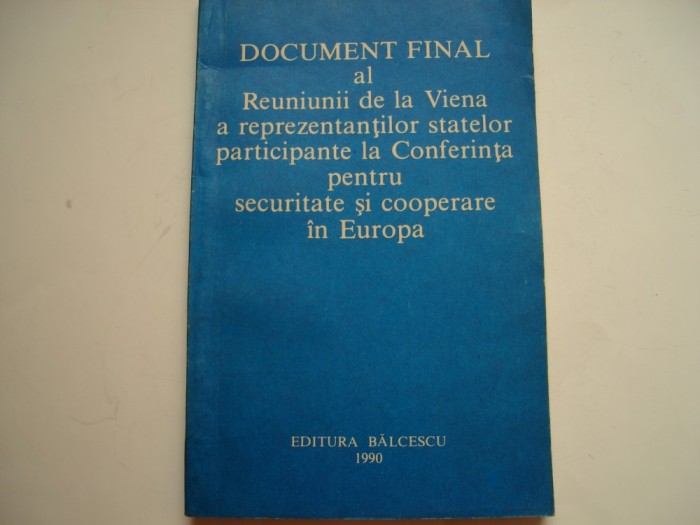 DOCUMENT FINAL
al
Reuniunii de la Viena
a reprezentanţilor statelor
participante la Conferinţa
pentru
securitate şi cooperare
în Europa
EDITURA BĂLCESCU
1990